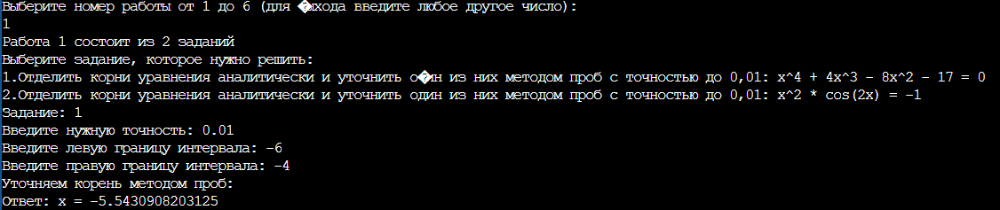 Выберите номер работы от 1 до 6 (для �ыхода введите любое другое число):
1
Работа 1 состоит из 2 заданий
Выберите задание, которое нужно решить:
1.Отделить корни уравнения аналитически и уточнить о�ин из них методом проб с точностью до 0,01: x^4 + 4x^3 - 8x^2 - 17 = 0
2.Отделить корни уравнения аналитически и уточнить один из них методом проб с точностью до 0,01: x^2 * cos(2x) = -1
Задание: 1
Введите нужную точность: 0.01
Введите левую границу интервала: -6
Введите правую границу интервала: -4
Уточняем корень методом проб:
Ответ: x = -5.5430908203125